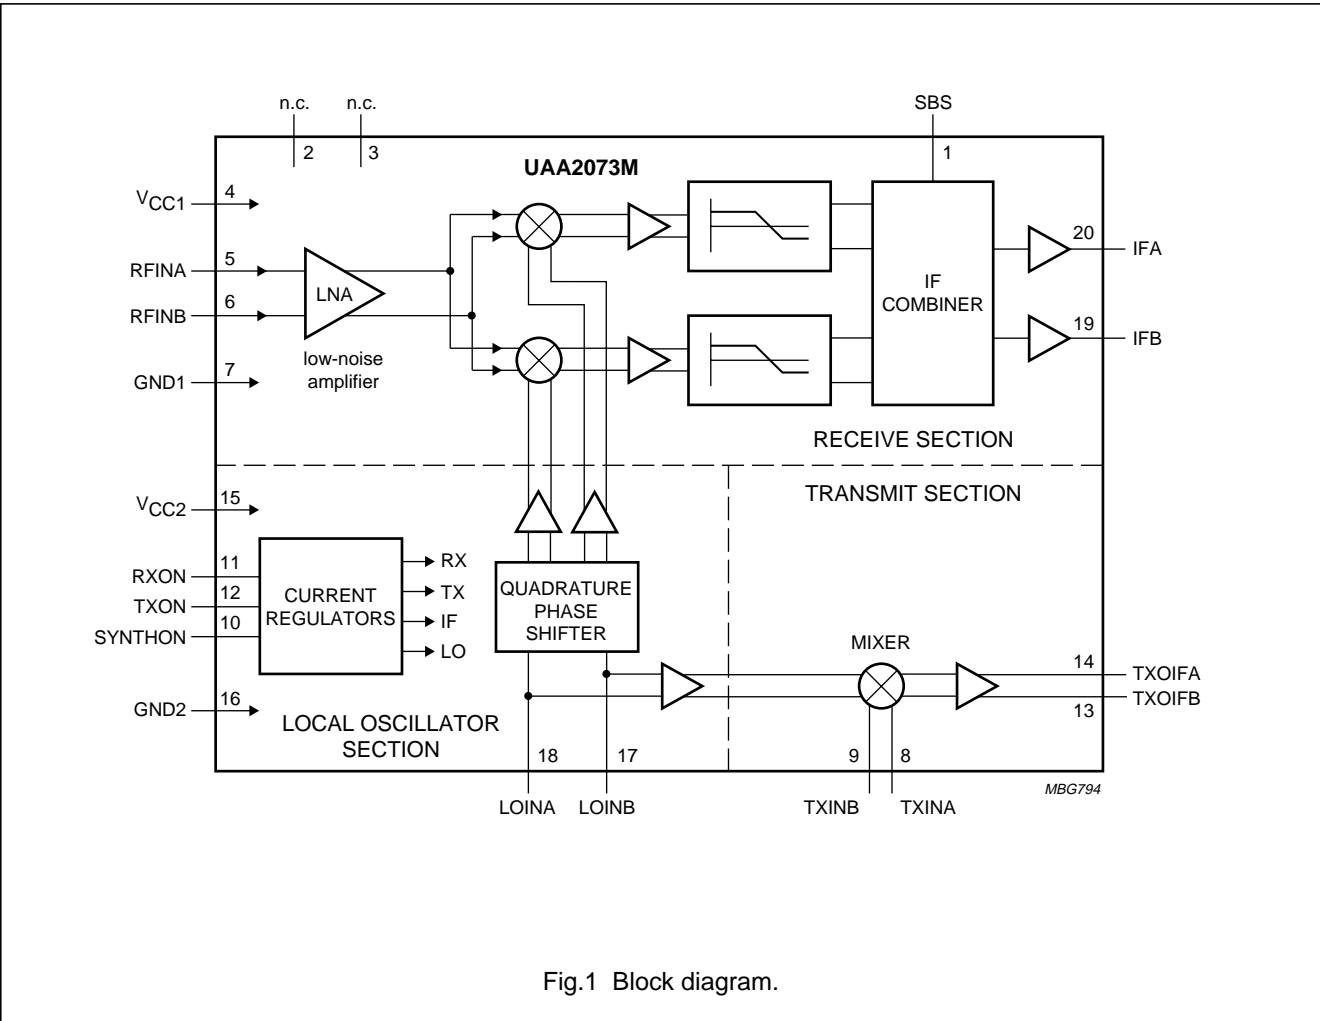 n.c. n.c. SBS
2 3 1
UAA2073M
VCC1 4
RFINA 5
RFINB 6
GND1 7
LNA
low-noise
amplifier
IF
COMBINER
20 IFA
19 IFB
RECEIVE SECTION
TRANSMIT SECTION
VCC2 15
RXON 11
TXON 12
SYNTHON 10
GND2 16
CURRENT
REGULATORS
RX
TX
IF
LO
QUADRATURE
PHASE
SHIFTER
MIXER
14 TXOIFA
13 TXOIFB
LOCAL OSCILLATOR
SECTION
18 17 9 8
LOINA LOINB TXINB TXINA
MBG794
Fig.1 Block diagram.